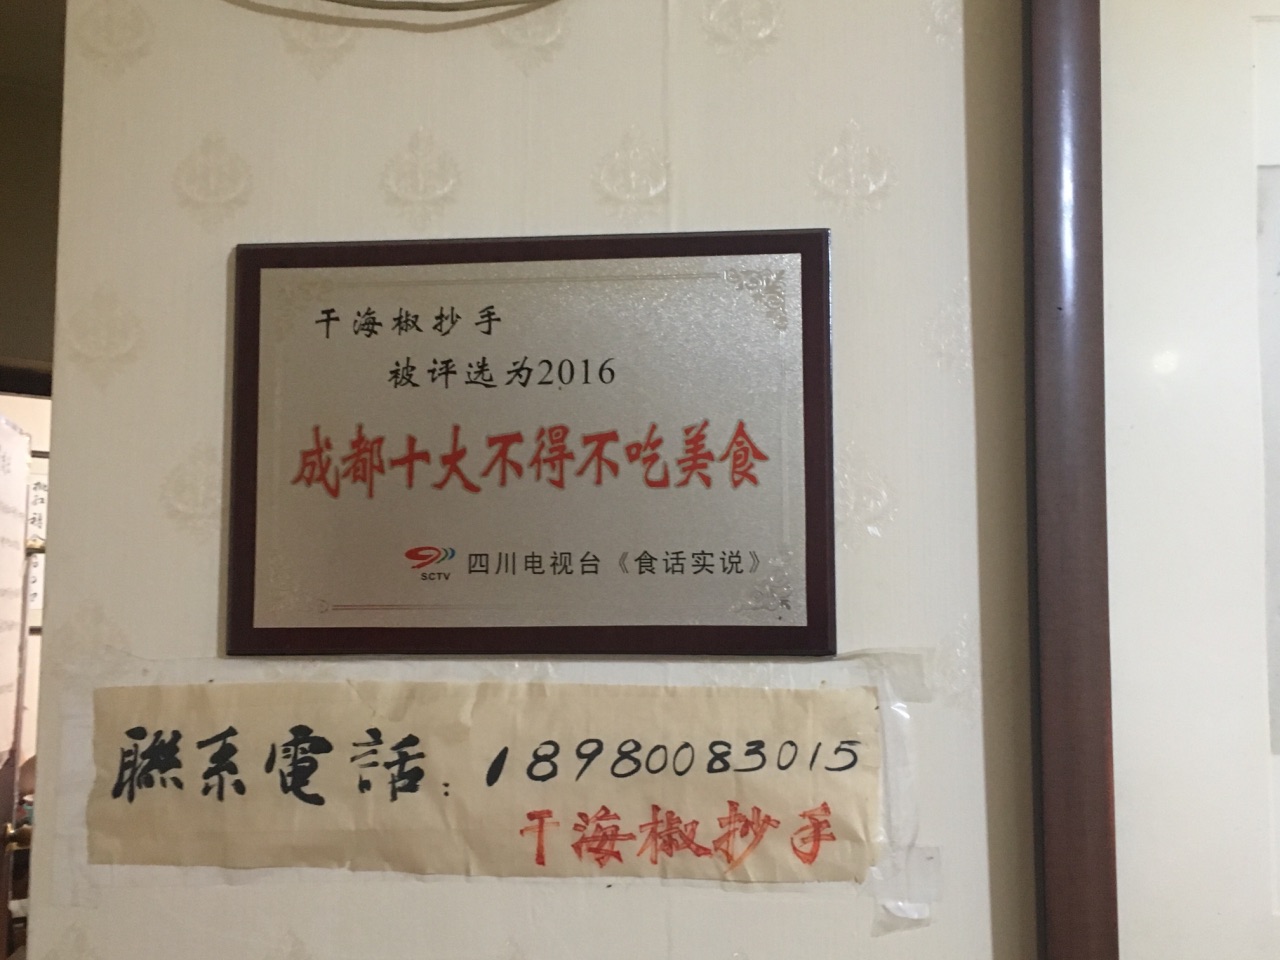 干海椒抄手
被评选为2016
成都十大不得不吃美食
SCTV 四川电视台《食话实说》
聯系電話：18980083015
干海椒抄手